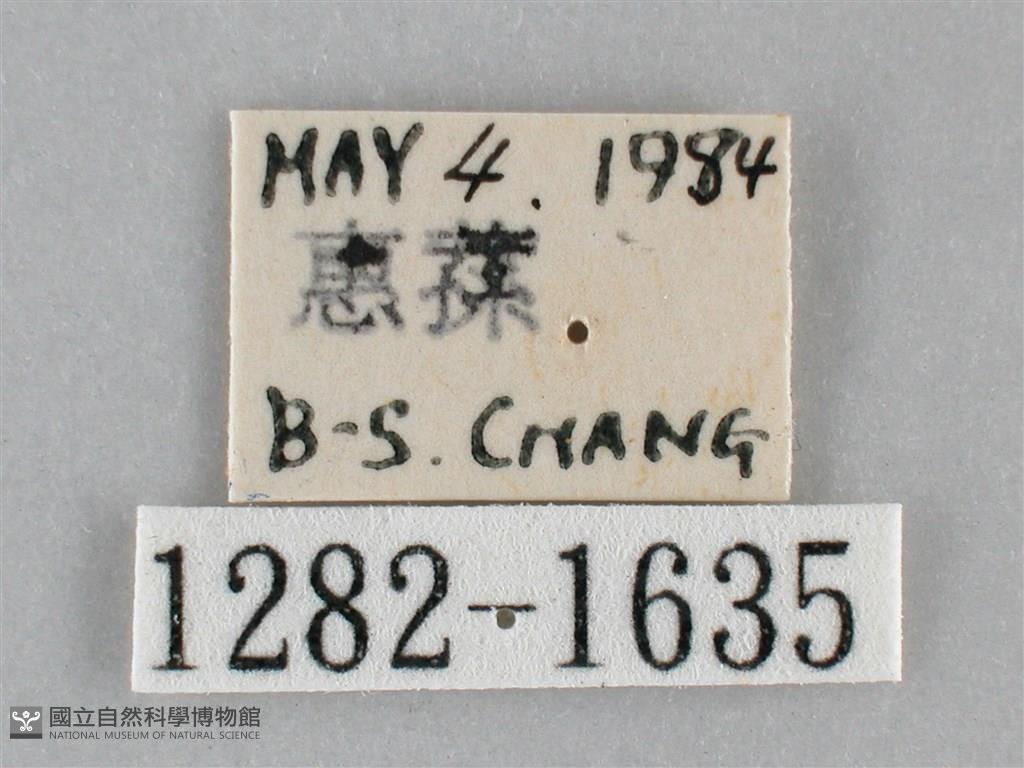 MAY 4. 1984
惠蓀
B-S. CHANG
1282-1635
國立自然科學博物館
NATIONAL MUSEUM OF NATURAL SCIENCE